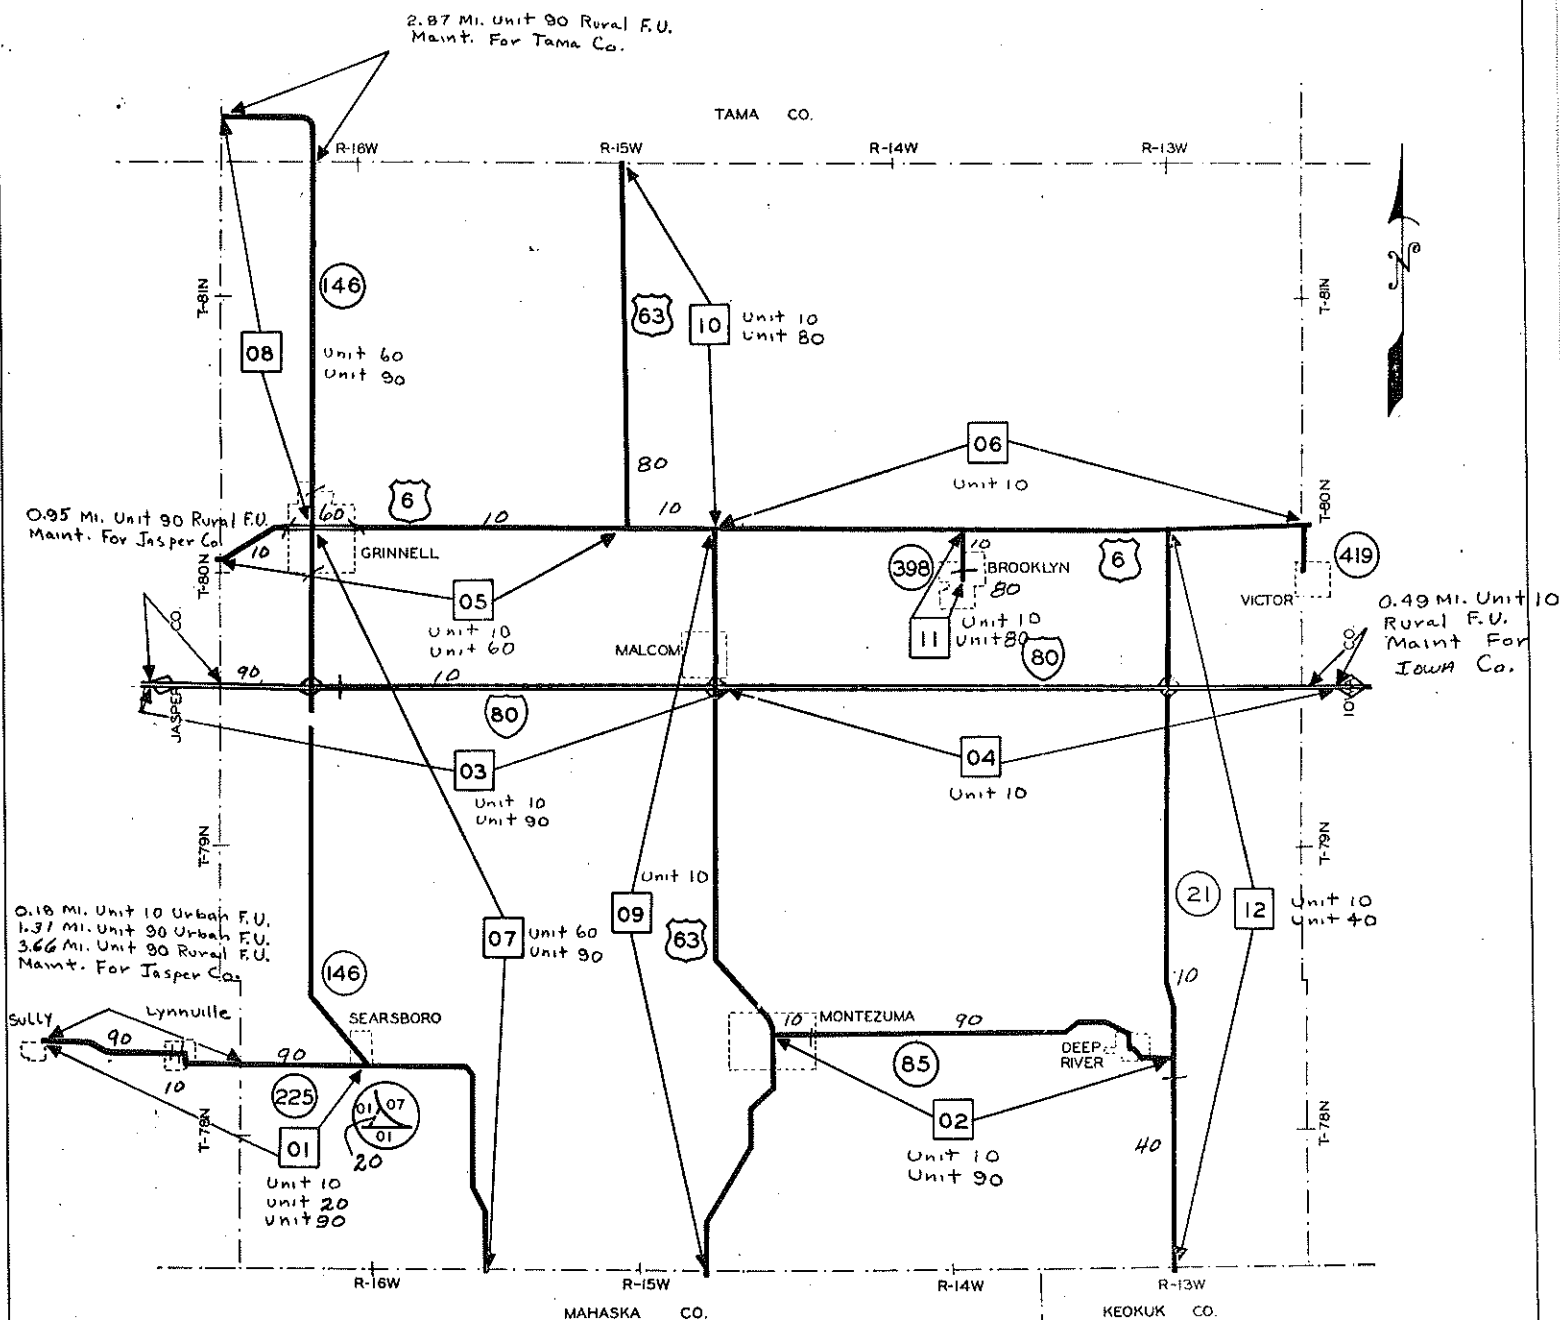 2.87 Mi. Unit 90 Rural F.U.
Maint. For Tama Co.
TAMA CO.
R-16W
R-15W
R-14W
R-13W
N
T-81N
146
63
10
Unit 10
Unit 80
T-81N
08
Unit 60
Unit 90
80
10
06
Unit 10
T-80N
6
60
10
0.95 Mi. Unit 90 Rural F.U.
Maint. For Jasper Co.
10
GRINNELL
T-80N
05
Unit 10
Unit 60
398
10
BROOKLYN
80
6
419
VICTOR
11
Unit 10
Unit 80
MALCOM
80
0.49 Mi. Unit 10
Rural F.U.
Maint For
Iowa Co.
JASPER CO.
90
10
80
IOWA CO.
03
Unit 10
Unit 90
04
Unit 10
T-79N
T-79N
Unit 10
09
63
07
Unit 60
Unit 90
21
12
Unit 10
Unit 40
10
0.18 Mi. Unit 10 Urban F.U.
1.37 Mi. Unit 90 Urban F.U.
3.66 Mi. Unit 90 Rural F.U.
Maint. For Jasper Co.
146
Sully
Lynnville
SEARSBORO
90
90
10
225
10
MONTEZUMA
90
DEEP
RIVER
85
T-78N
01
01
07
01
20
Unit 10
Unit 20
Unit 90
02
Unit 10
Unit 90
40
T-78N
R-16W
R-15W
R-14W
R-13W
MAHASKA CO.
KEOKUK CO.